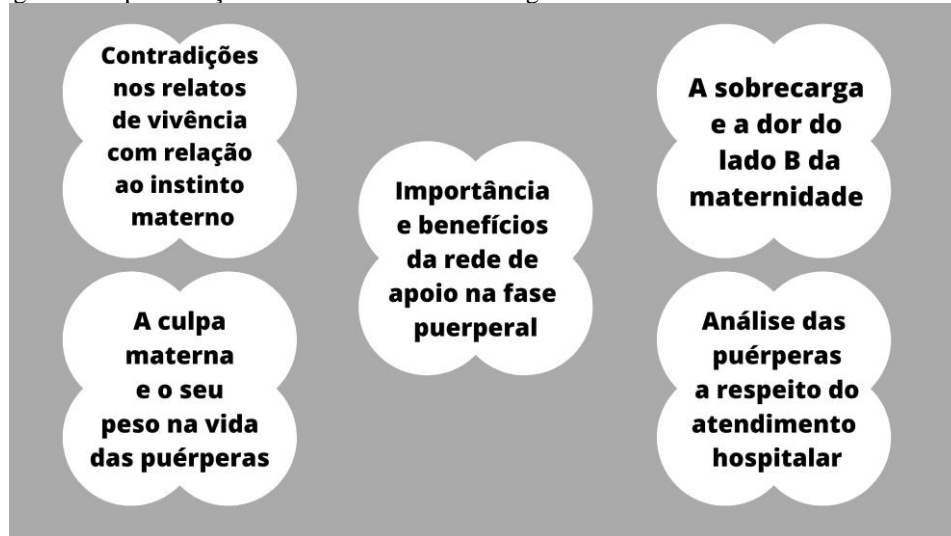 Contradições
nos relatos
de vivência
com relação
ao instinto
materno
A culpa
materna
e o seu
peso na vida
das puérperas
Importância
e benefícios
da rede de
apoio na fase
puerperal
A sobrecarga
e a dor do
lado B da
maternidade
Análise das
puérperas
a respeito do
atendimento
hospitalar